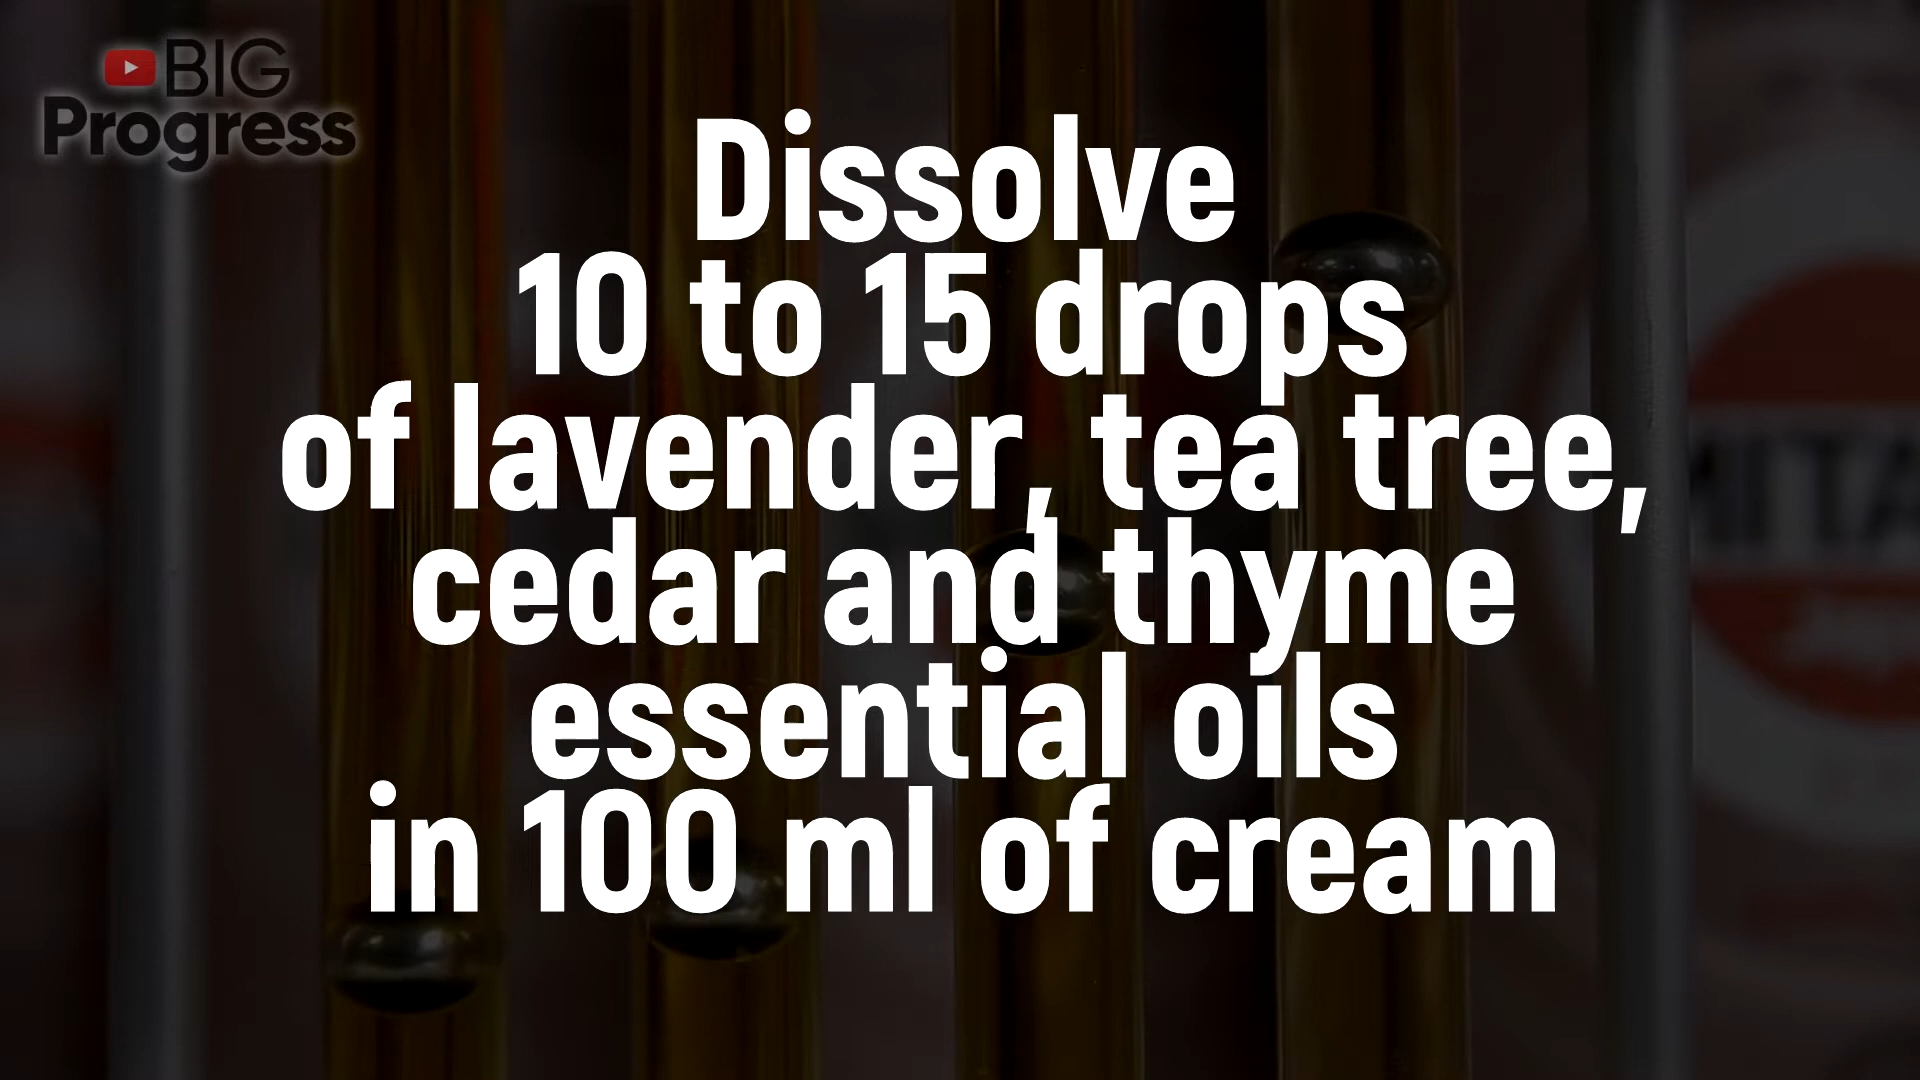 BIG
Progress
Dissolve
10 to 15 drops
of lavender, tea tree,
cedar and thyme
essential oils
in 100 ml of cream